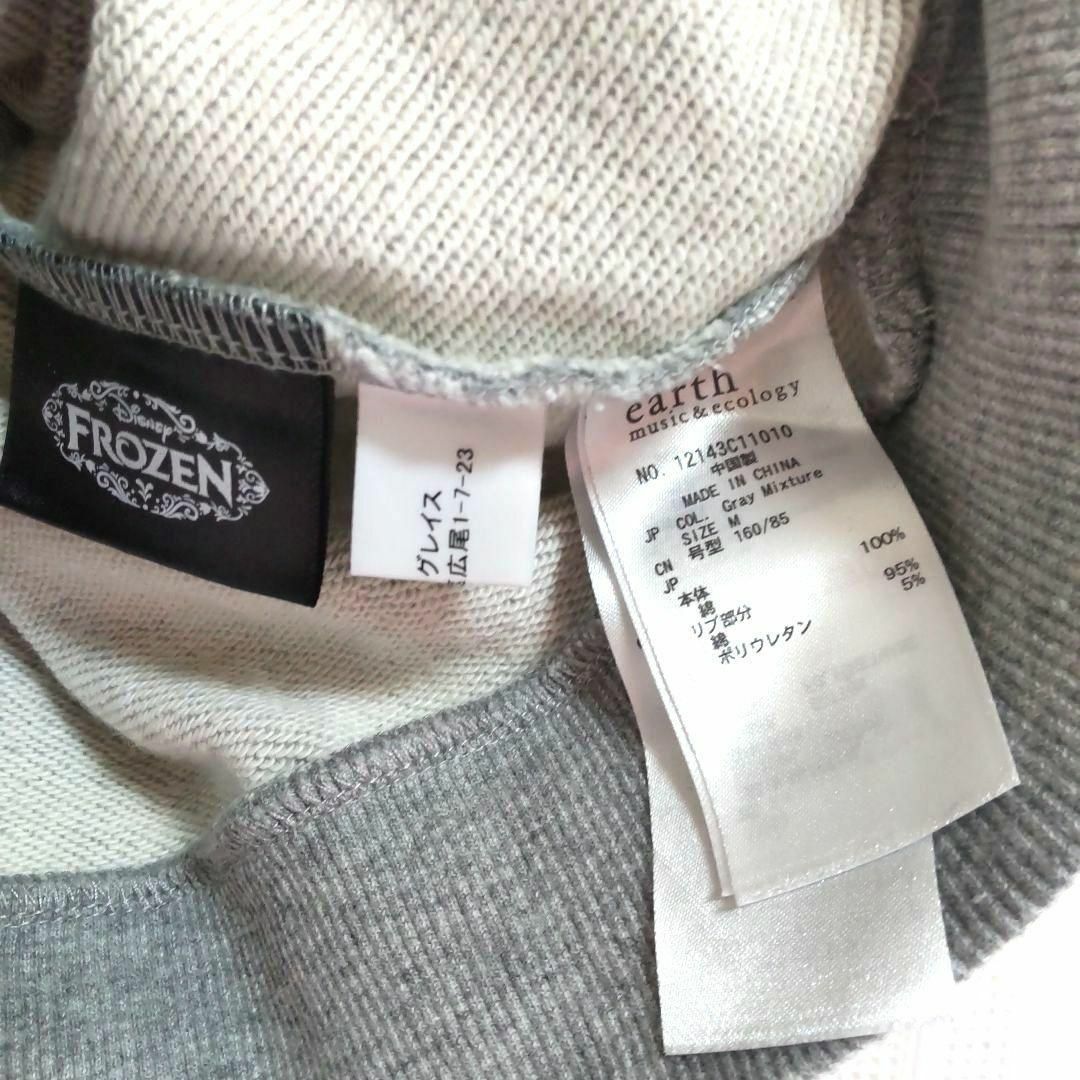 Disney
FROZEN
グレイス
広尾1-7-23
earth
music&ecology
NO. 12143C11010
中国製
MADE IN CHINA
JP COL. Gray Mixture
SIZE M
CN 号型 160/85
JP
本体
綿 100%
リブ部分
綿 95%
ポリウレタン 5%